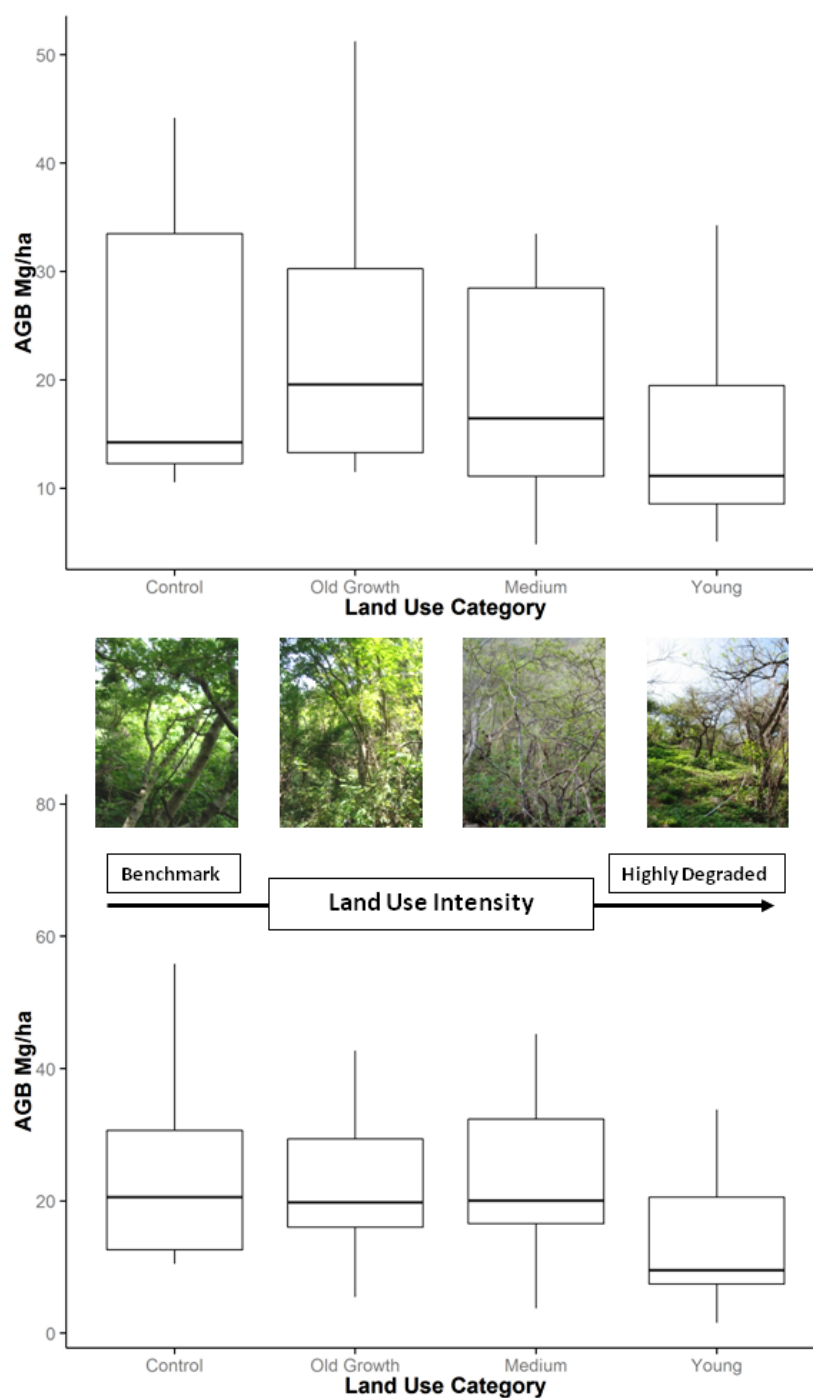 50
40
30
20
10
AGB Mg/ha
Control Old Growth Medium Young
Land Use Category
Benchmark
Highly Degraded
Land Use Intensity
80
60
40
20
0
AGB Mg/ha
Control Old Growth Medium Young
Land Use Category